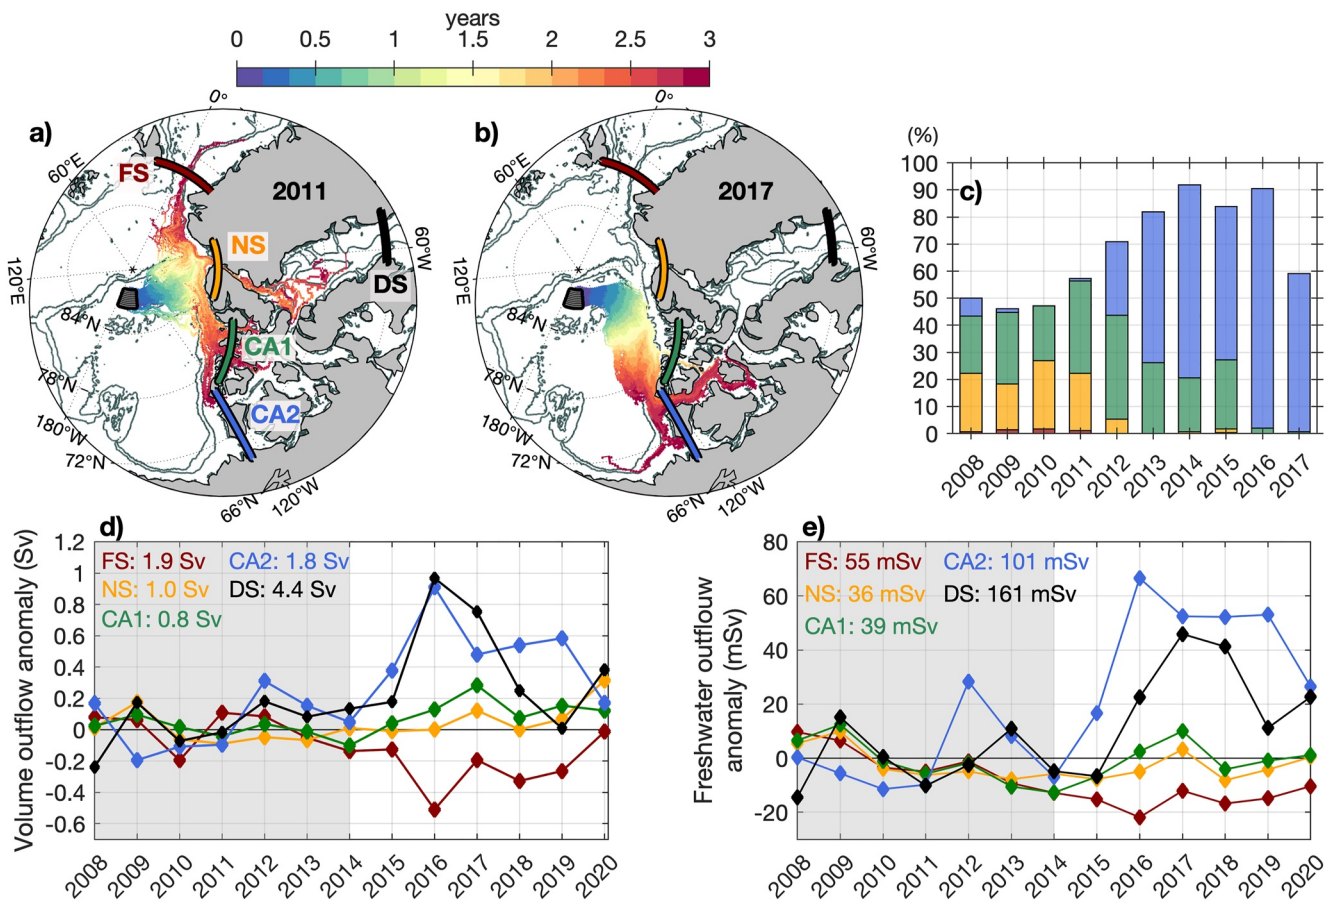 years
0 0.5 1 1.5 2 2.5 3
a)
0°
60°E
FS
2011
NS
60°W
DS
120°E
84°N
CA1
78°N
CA2
180°W
72°N
66°N
120°W
b)
0°
60°E
2017
60°W
120°E
84°N
78°N
180°W
72°N
66°N
120°W
(%)
c)
100
90
80
70
60
50
40
30
20
10
0
2008 2009 2010 2011 2012 2013 2014 2015 2016 2017
d)
Volume outflow anomaly (Sv)
1.2
1
0.8
0.6
0.4
0.2
0
-0.2
-0.4
-0.6
FS: 1.9 Sv CA2: 1.8 Sv
NS: 1.0 Sv DS: 4.4 Sv
CA1: 0.8 Sv
2008 2009 2010 2011 2012 2013 2014 2015 2016 2017 2018 2019 2020
e)
Freshwater outflouw
anomaly (mSv)
80
60
40
20
0
-20
FS: 55 mSv CA2: 101 mSv
NS: 36 mSv DS: 161 mSv
CA1: 39 mSv
2008 2009 2010 2011 2012 2013 2014 2015 2016 2017 2018 2019 2020